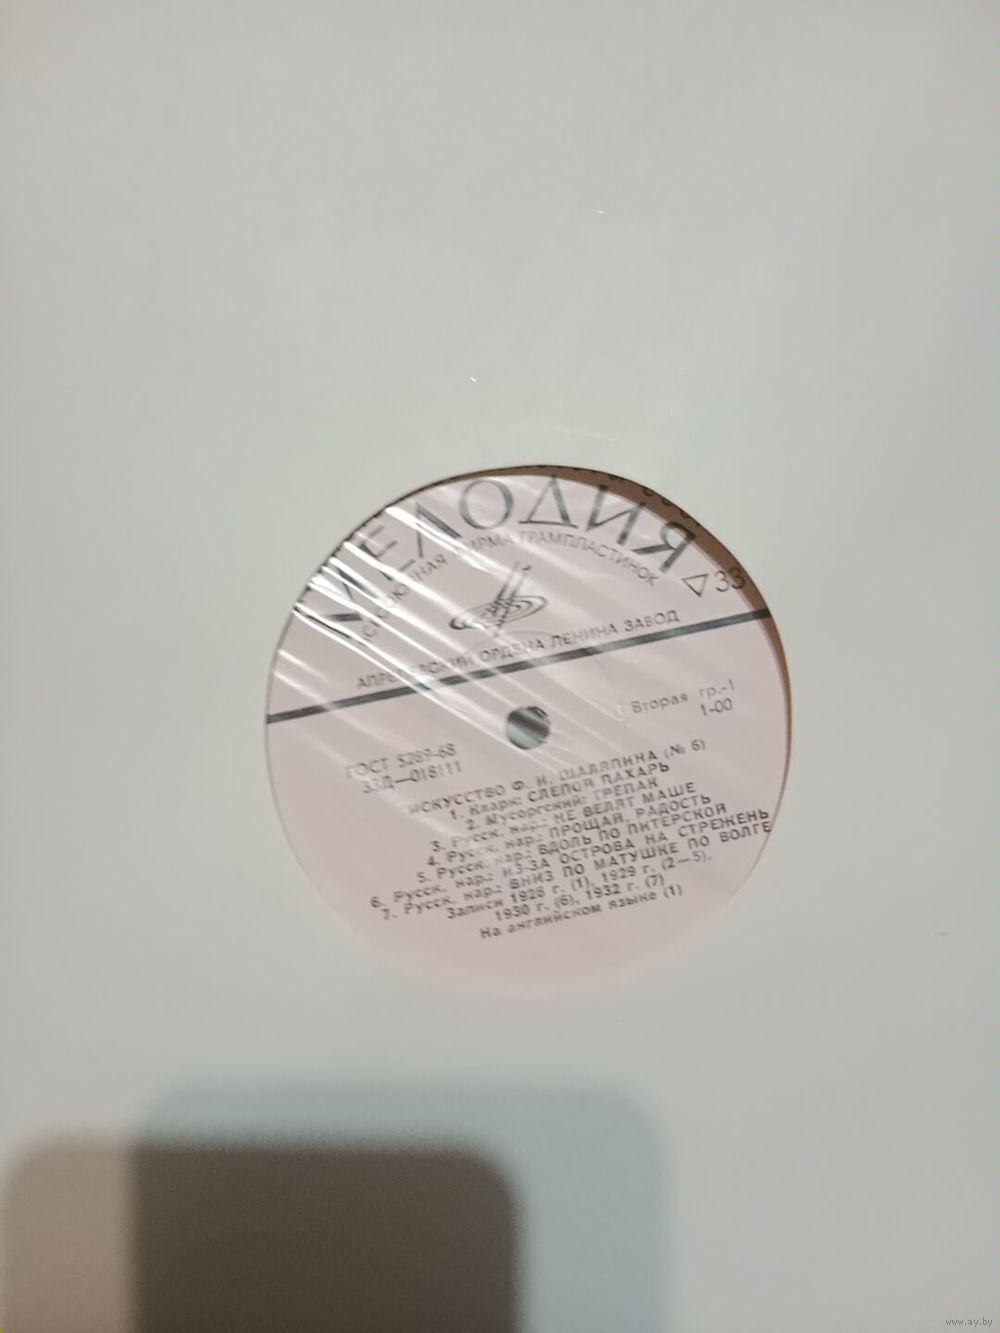 МЕЛОДИЯ
ВСЕСОЮЗНАЯ ФИРМА ГРАМПЛАСТИНОК
▽33
АПРЕЛЕВСКИЙ ОРДЕНА ЛЕНИНА ЗАВОД
Вторая гр.-1
1-00
ГОСТ 5289-68
33Д—018111
ИСКУССТВО Ф. И. ШАЛЯПИНА (№ 6)
1. Кларк: СЛЕПОЙ ПАХАРЬ
2. Мусоргский: ТРЕПАК
3. Русск. нар.: НЕ ВЕЛЯТ МАШЕ
4. Русск. нар.: ПРОЩАЙ, РАДОСТЬ
5. Русск. нар.: ВДОЛЬ ПО ПИТЕРСКОЙ
6. Русск. нар.: ИЗ-ЗА ОСТРОВА НА СТРЕЖЕНЬ
7. Русск. нар.: ВНИЗ ПО МАТУШКЕ ПО ВОЛГЕ
Записи 1928 г. (1), 1929 г. (2—5),
1930 г. (6), 1932 г. (7)
На английском языке (1)
www.ay.by